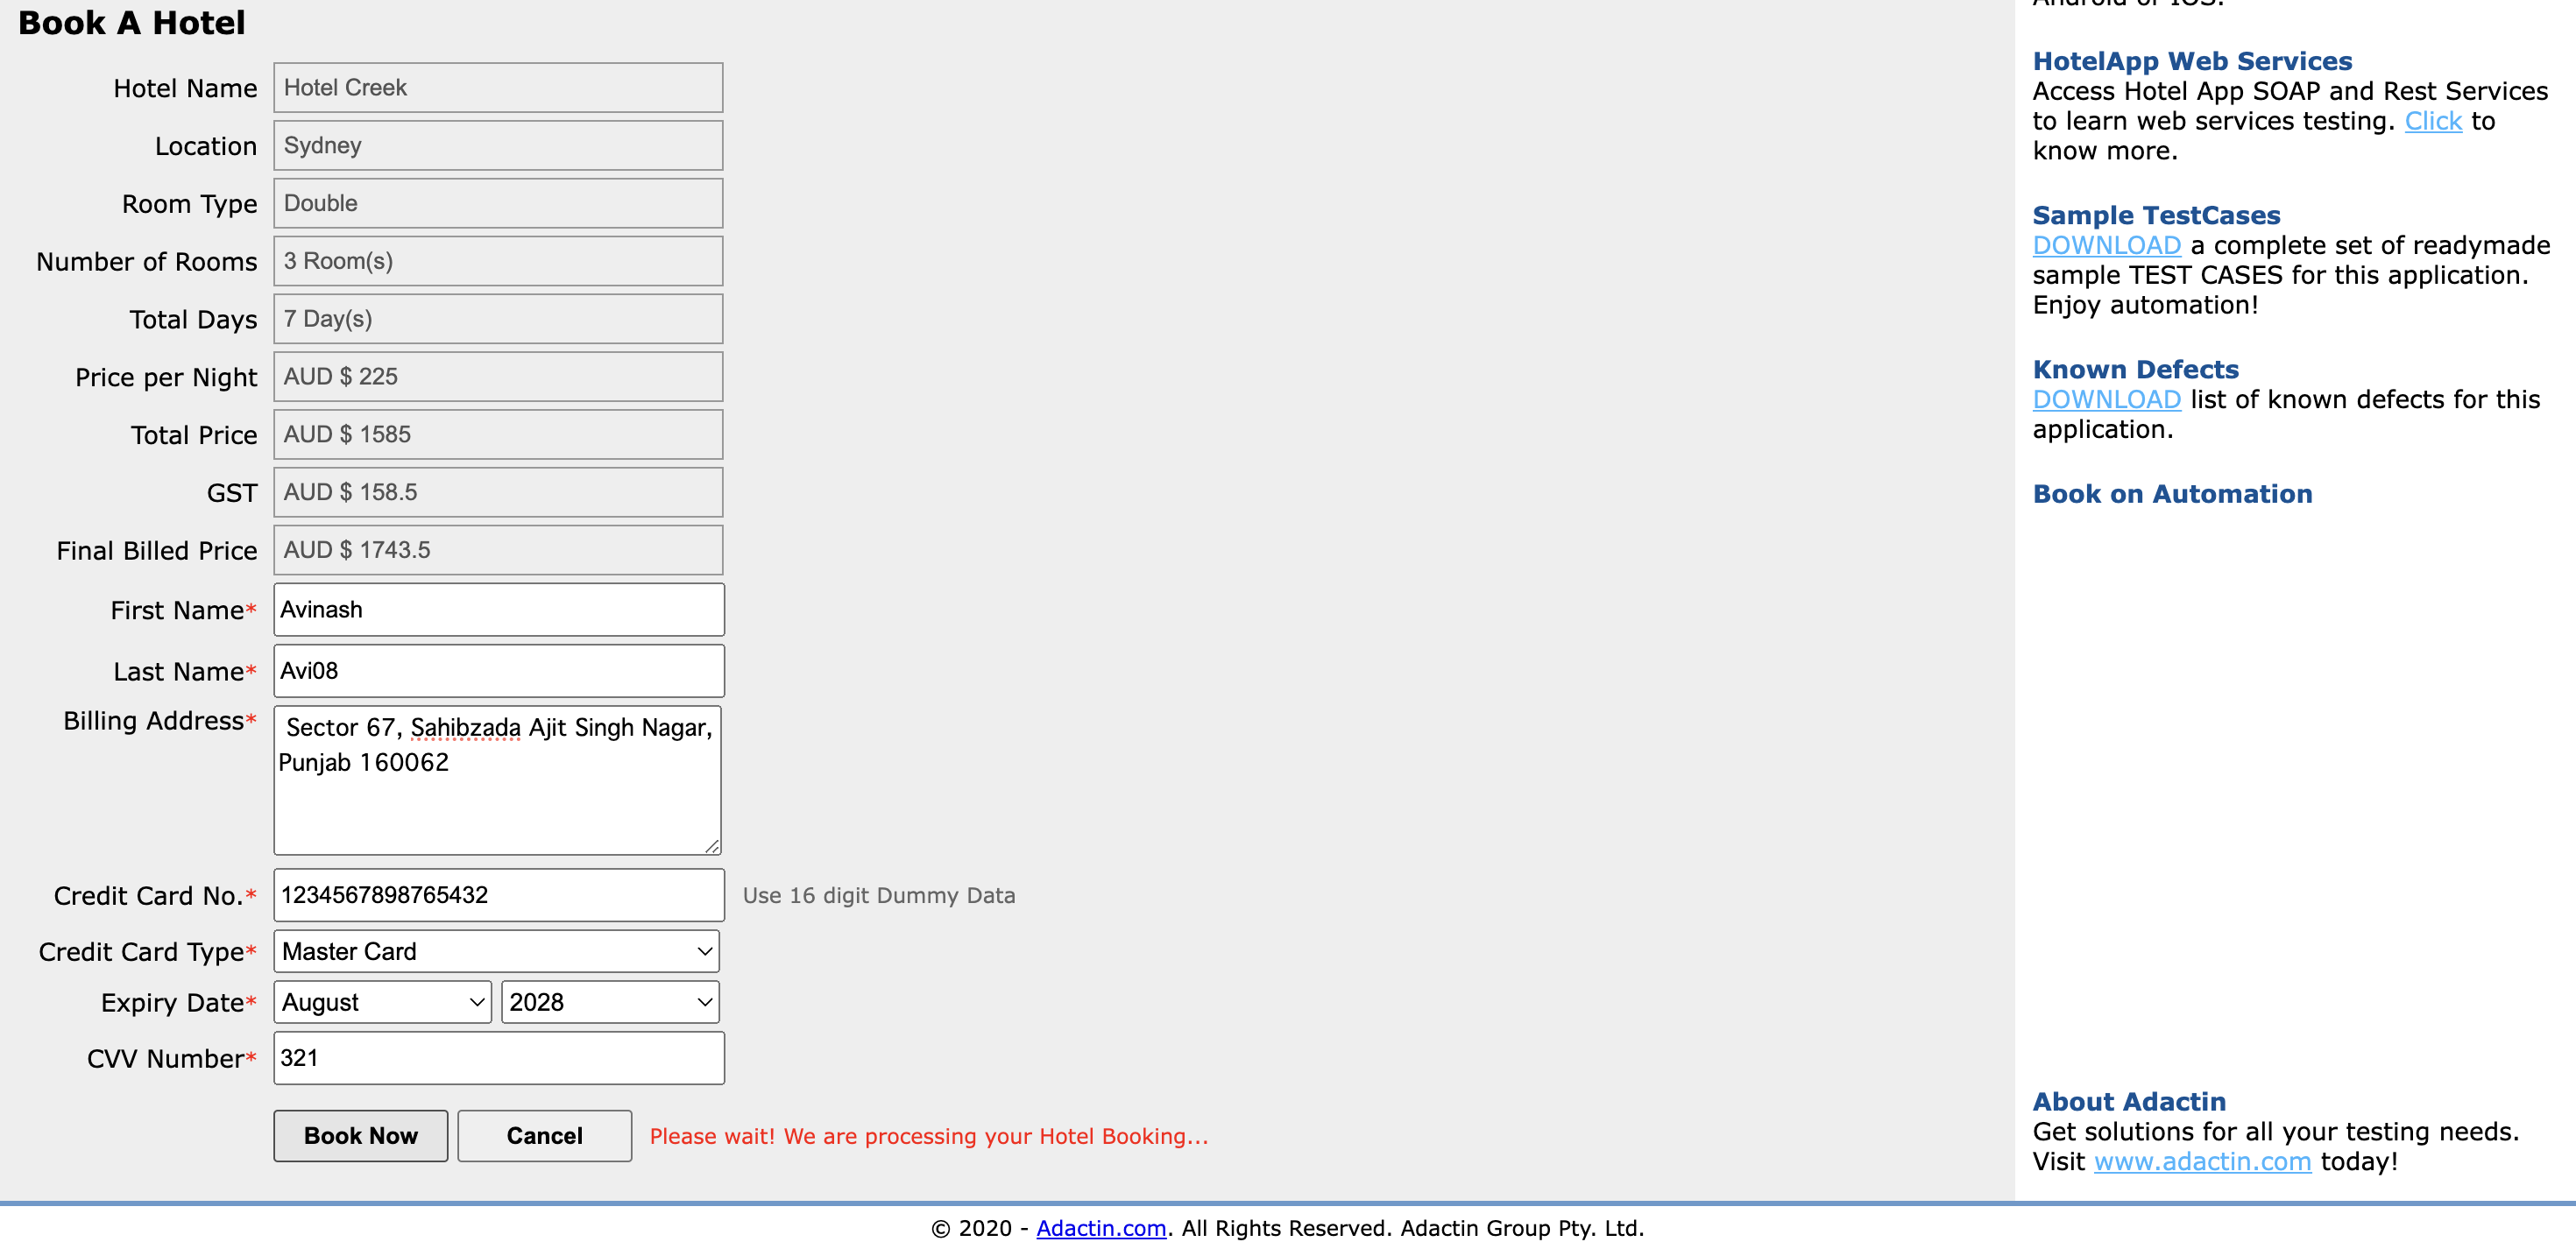 Book A Hotel
Hotel Name Hotel Creek
Location Sydney
Room Type Double
Number of Rooms 3 Room(s)
Total Days 7 Day(s)
Price per Night AUD $ 225
Total Price AUD $ 1585
GST AUD $ 158.5
Final Billed Price AUD $ 1743.5
First Name* Avinash
Last Name* Avi08
Billing Address* Sector 67, Sahibzada Ajit Singh Nagar,
Punjab 160062
Credit Card No.* 1234567898765432 Use 16 digit Dummy Data
Credit Card Type* Master Card
Expiry Date* August 2028
CVV Number* 321
Book Now Cancel Please wait! We are processing your Hotel Booking...
Android or IOS.
HotelApp Web Services
Access Hotel App SOAP and Rest Services
to learn web services testing. Click to
know more.
Sample TestCases
DOWNLOAD a complete set of readymade
sample TEST CASES for this application.
Enjoy automation!
Known Defects
DOWNLOAD list of known defects for this
application.
Book on Automation
About Adactin
Get solutions for all your testing needs.
Visit www.adactin.com today!
© 2020 - Adactin.com. All Rights Reserved. Adactin Group Pty. Ltd.